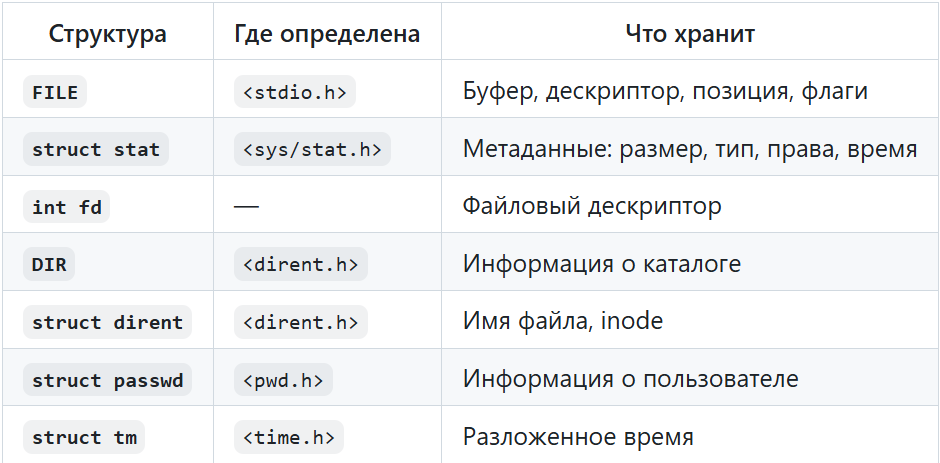 Структура Где определена Что хранит
FILE <stdio.h> Буфер, дескриптор, позиция, флаги
struct stat <sys/stat.h> Метаданные: размер, тип, права, время
int fd — Файловый дескриптор
DIR <dirent.h> Информация о каталоге
struct dirent <dirent.h> Имя файла, inode
struct passwd <pwd.h> Информация о пользователе
struct tm <time.h> Разложенное время